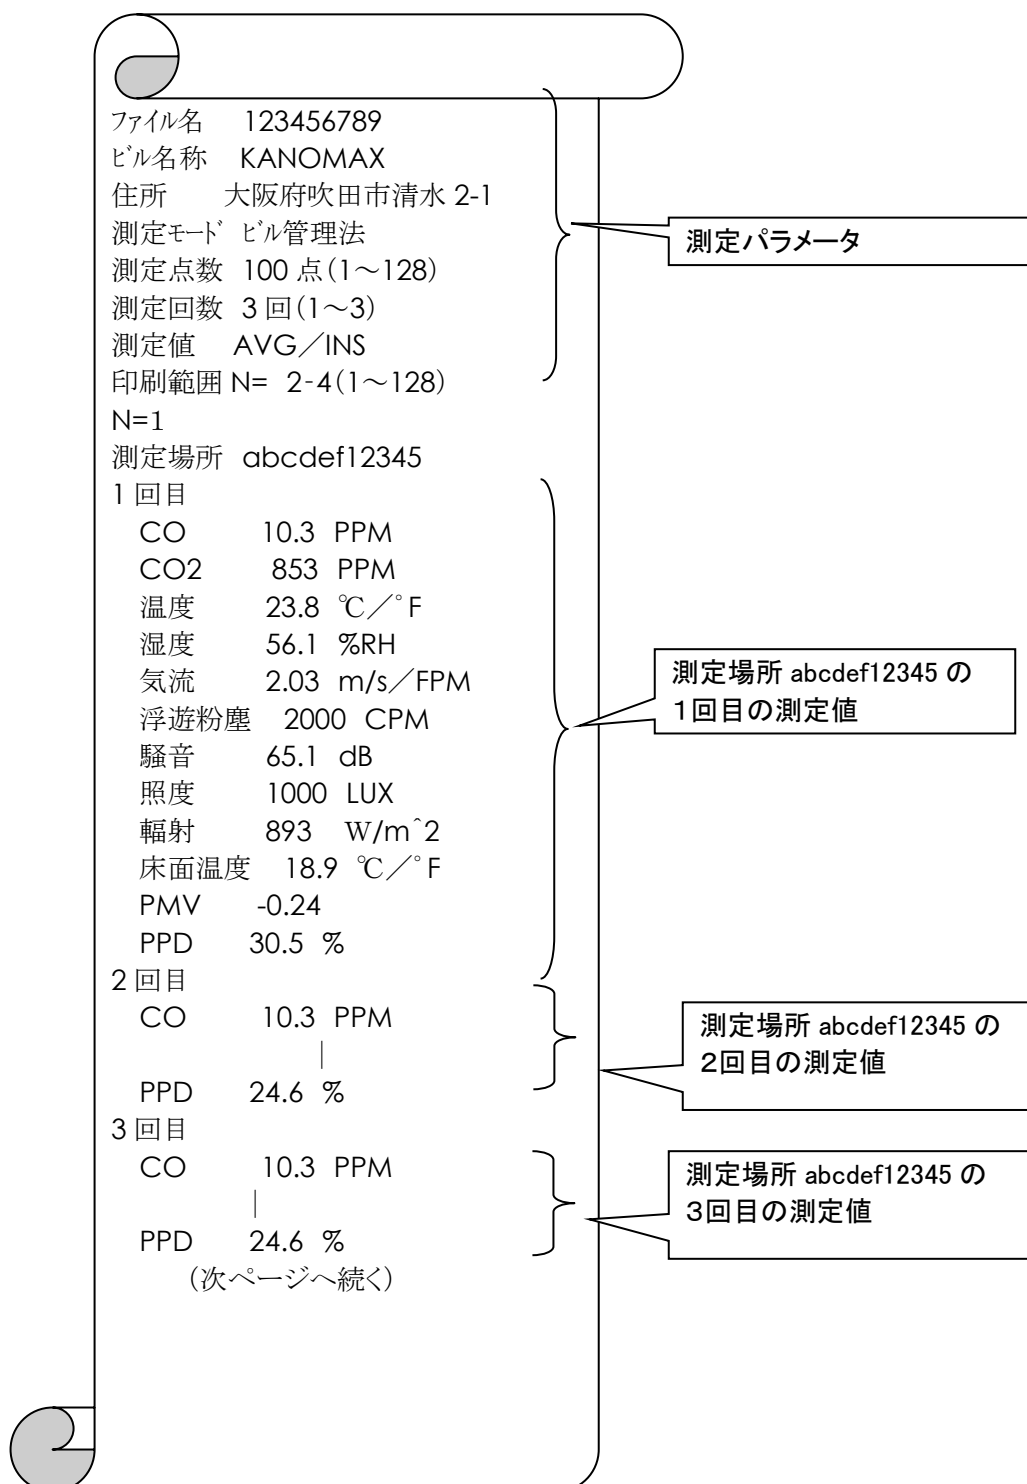 ﾌｧｲﾙ名 123456789
ﾋﾞﾙ名称 KANOMAX
住所 大阪府吹田市清水 2-1
測定ﾓｰﾄﾞ ﾋﾞﾙ管理法
測定点数 100 点（1～128）
測定回数 3 回（1～3）
測定値 AVG／INS
印刷範囲 N= 2-4（1～128）
N=1
測定場所 abcdef12345
1 回目
CO 10.3 PPM
CO2 853 PPM
温度 23.8 ℃／°F
湿度 56.1 %RH
気流 2.03 m/s／FPM
浮遊粉塵 2000 CPM
騒音 65.1 dB
照度 1000 LUX
輻射 893 W/m^2
床面温度 18.9 ℃／°F
PMV -0.24
PPD 30.5 %
2 回目
CO 10.3 PPM
｜
PPD 24.6 %
3 回目
CO 10.3 PPM
｜
PPD 24.6 %
（次ページへ続く）
測定パラメータ
測定場所 abcdef12345 の
１回目の測定値
測定場所 abcdef12345 の
２回目の測定値
測定場所 abcdef12345 の
３回目の測定値